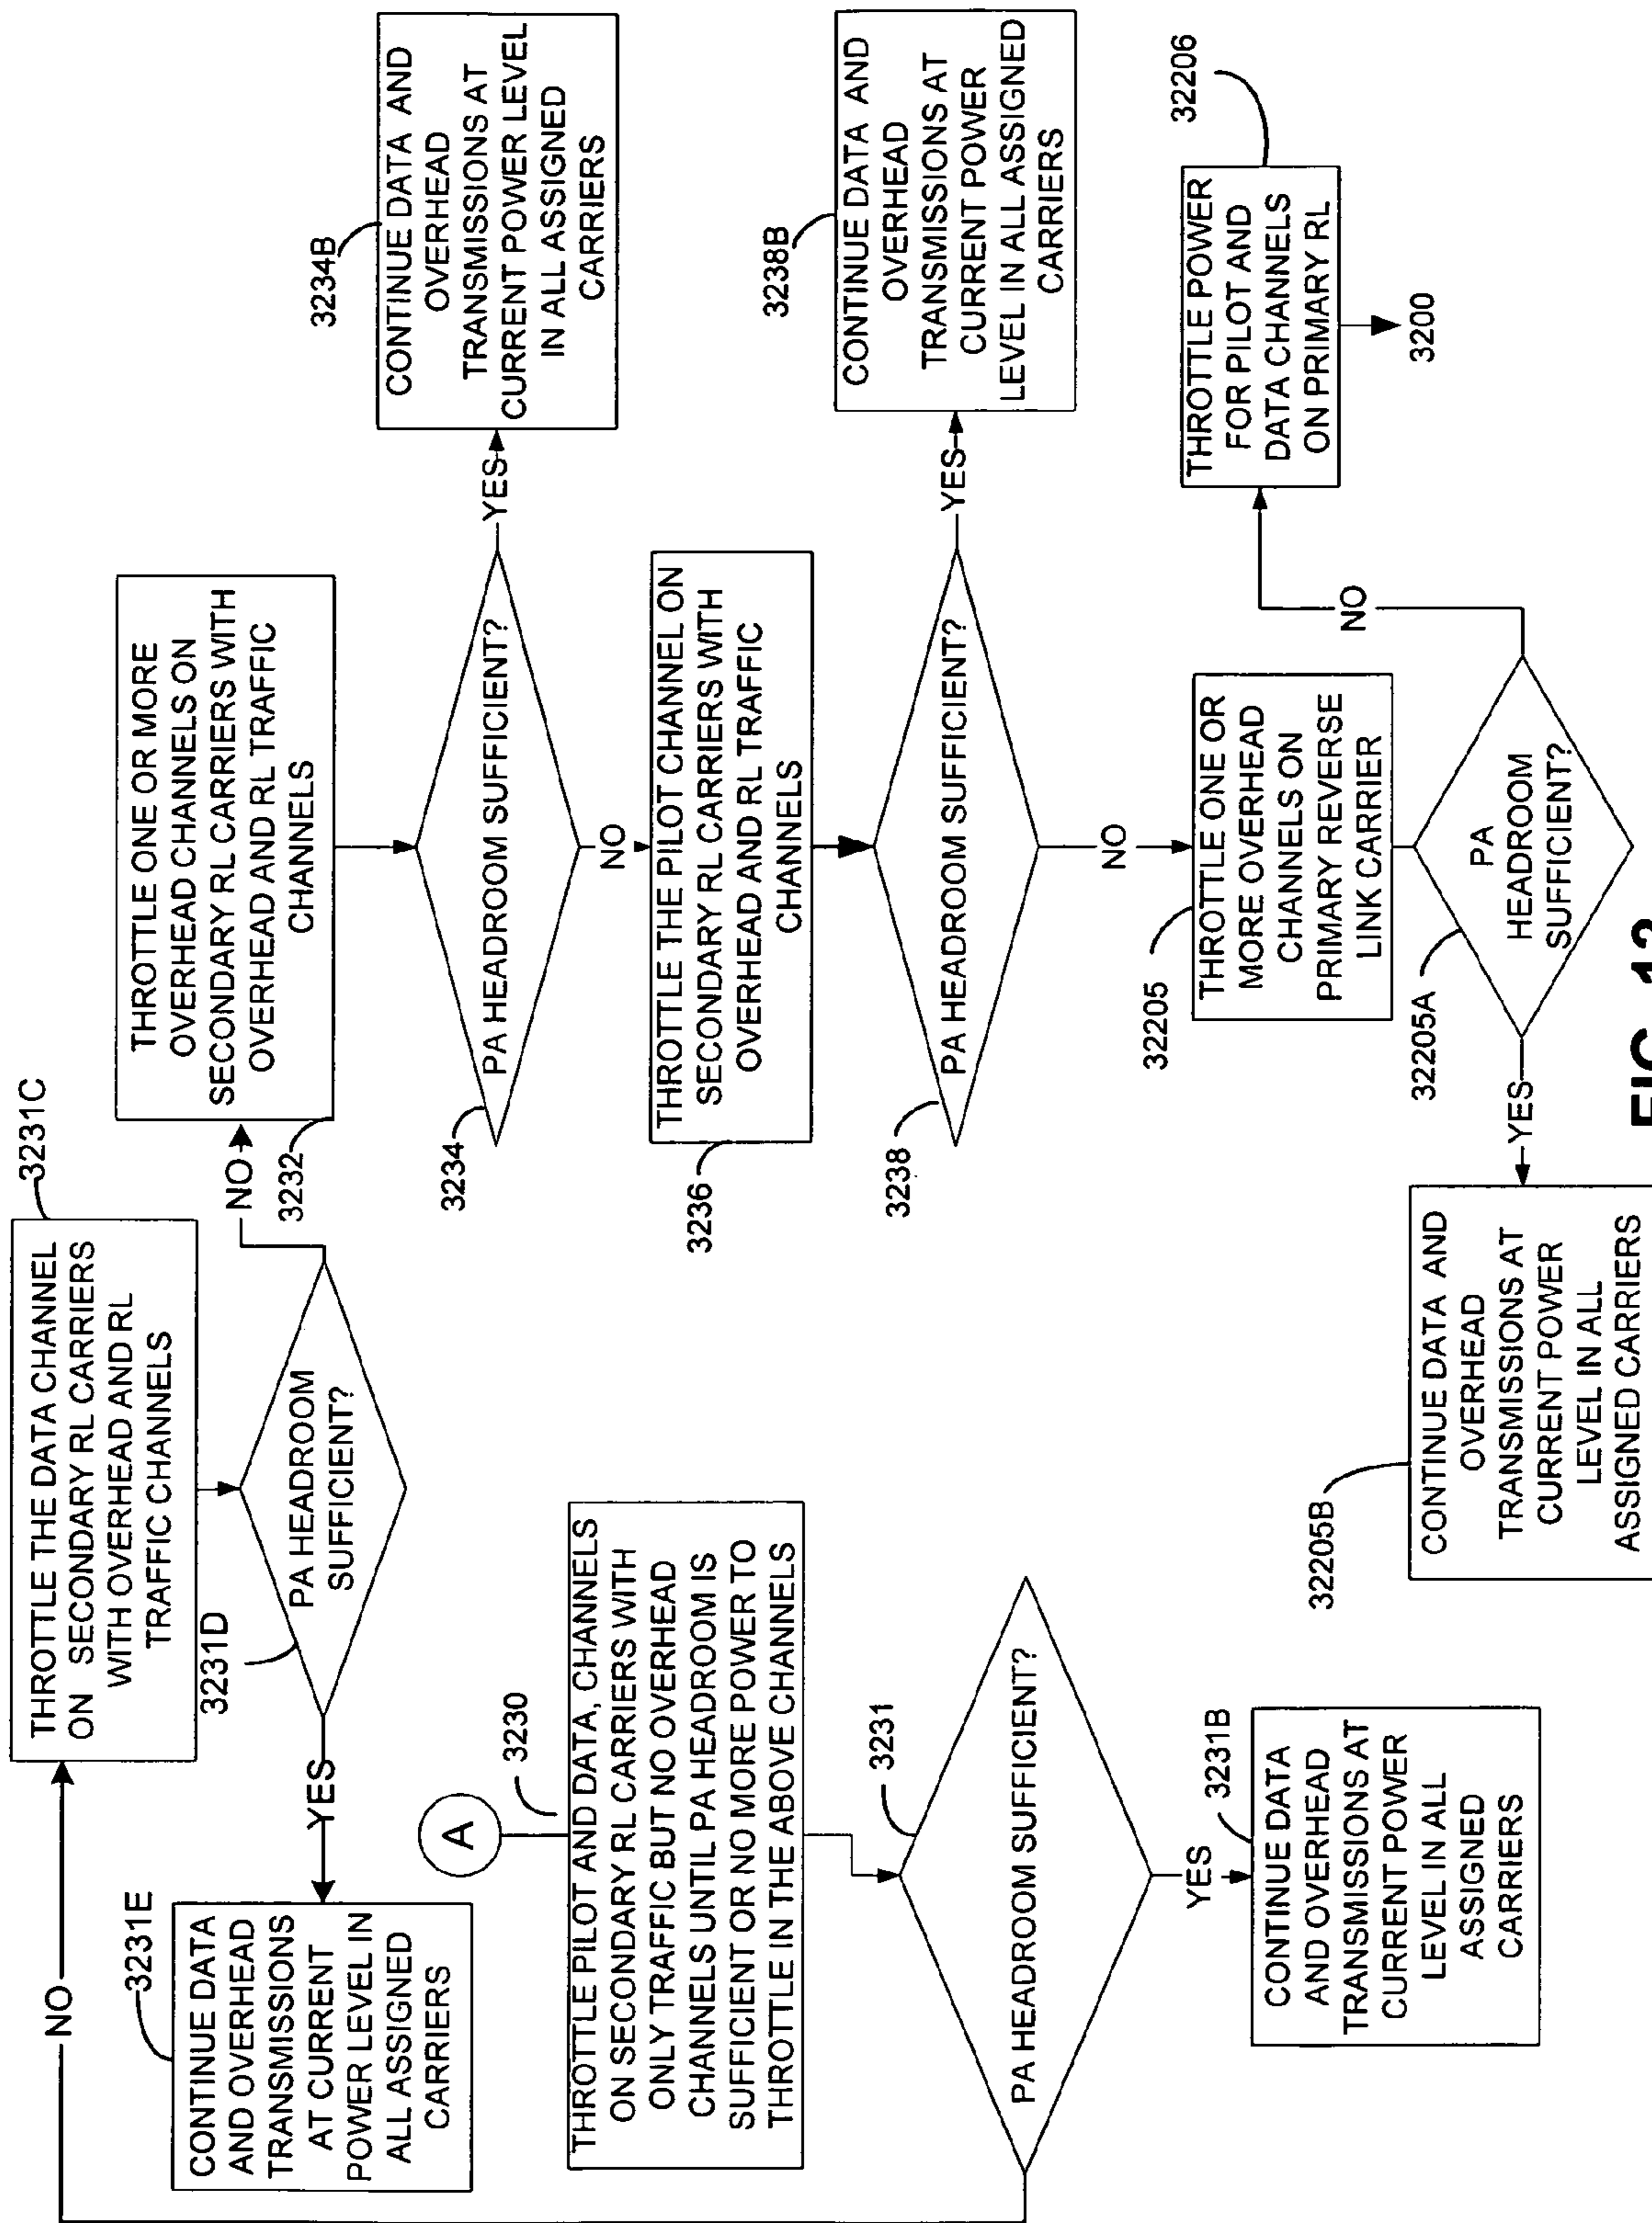 THROTTLE THE DATA CHANNEL
ON SECONDARY RL CARRIERS
WITH OVERHEAD AND RL
TRAFFIC CHANNELS
3231C
NO
3231D
PA HEADROOM
SUFFICIENT?
YES
NO
3231E
CONTINUE DATA
AND OVERHEAD
TRANSMISSIONS
AT CURRENT
POWER LEVEL IN
ALL ASSIGNED
CARRIERS
A
3230
THROTTLE PILOT AND DATA, CHANNELS
ON SECONDARY RL CARRIERS WITH
ONLY TRAFFIC BUT NO OVERHEAD
CHANNELS UNTIL PA HEADROOM IS
SUFFICIENT OR NO MORE POWER TO
THROTTLE IN THE ABOVE CHANNELS
3231
PA HEADROOM SUFFICIENT?
YES
3231B
CONTINUE DATA
AND OVERHEAD
TRANSMISSIONS AT
CURRENT POWER
LEVEL IN ALL
ASSIGNED
CARRIERS
THROTTLE ONE OR MORE
OVERHEAD CHANNELS ON
SECONDARY RL CARRIERS WITH
OVERHEAD AND RL TRAFFIC
CHANNELS
3232
3234
PA HEADROOM SUFFICIENT?
YES
3234B
CONTINUE DATA AND
OVERHEAD
TRANSMISSIONS AT
CURRENT POWER LEVEL
IN ALL ASSIGNED
CARRIERS
NO
3236
THROTTLE THE PILOT CHANNEL ON
SECONDARY RL CARRIERS WITH
OVERHEAD AND RL TRAFFIC
CHANNELS
3238
PA HEADROOM SUFFICIENT?
YES
3238B
CONTINUE DATA AND
OVERHEAD
TRANSMISSIONS AT
CURRENT POWER
LEVEL IN ALL ASSIGNED
CARRIERS
NO
32205
THROTTLE ONE OR
MORE OVERHEAD
CHANNELS ON
PRIMARY REVERSE
LINK CARRIER
32205A
PA
HEADROOM
SUFFICIENT?
YES
NO
32205B
CONTINUE DATA AND
OVERHEAD
TRANSMISSIONS AT
CURRENT POWER
LEVEL IN ALL
ASSIGNED CARRIERS
32206
THROTTLE POWER
FOR PILOT AND
DATA CHANNELS
ON PRIMARY RL
3200
FIG